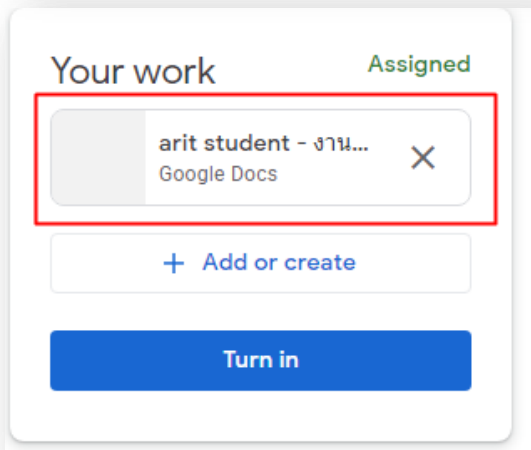 Your work
Assigned
arit student - งาน...
Google Docs
+ Add or create
Turn in